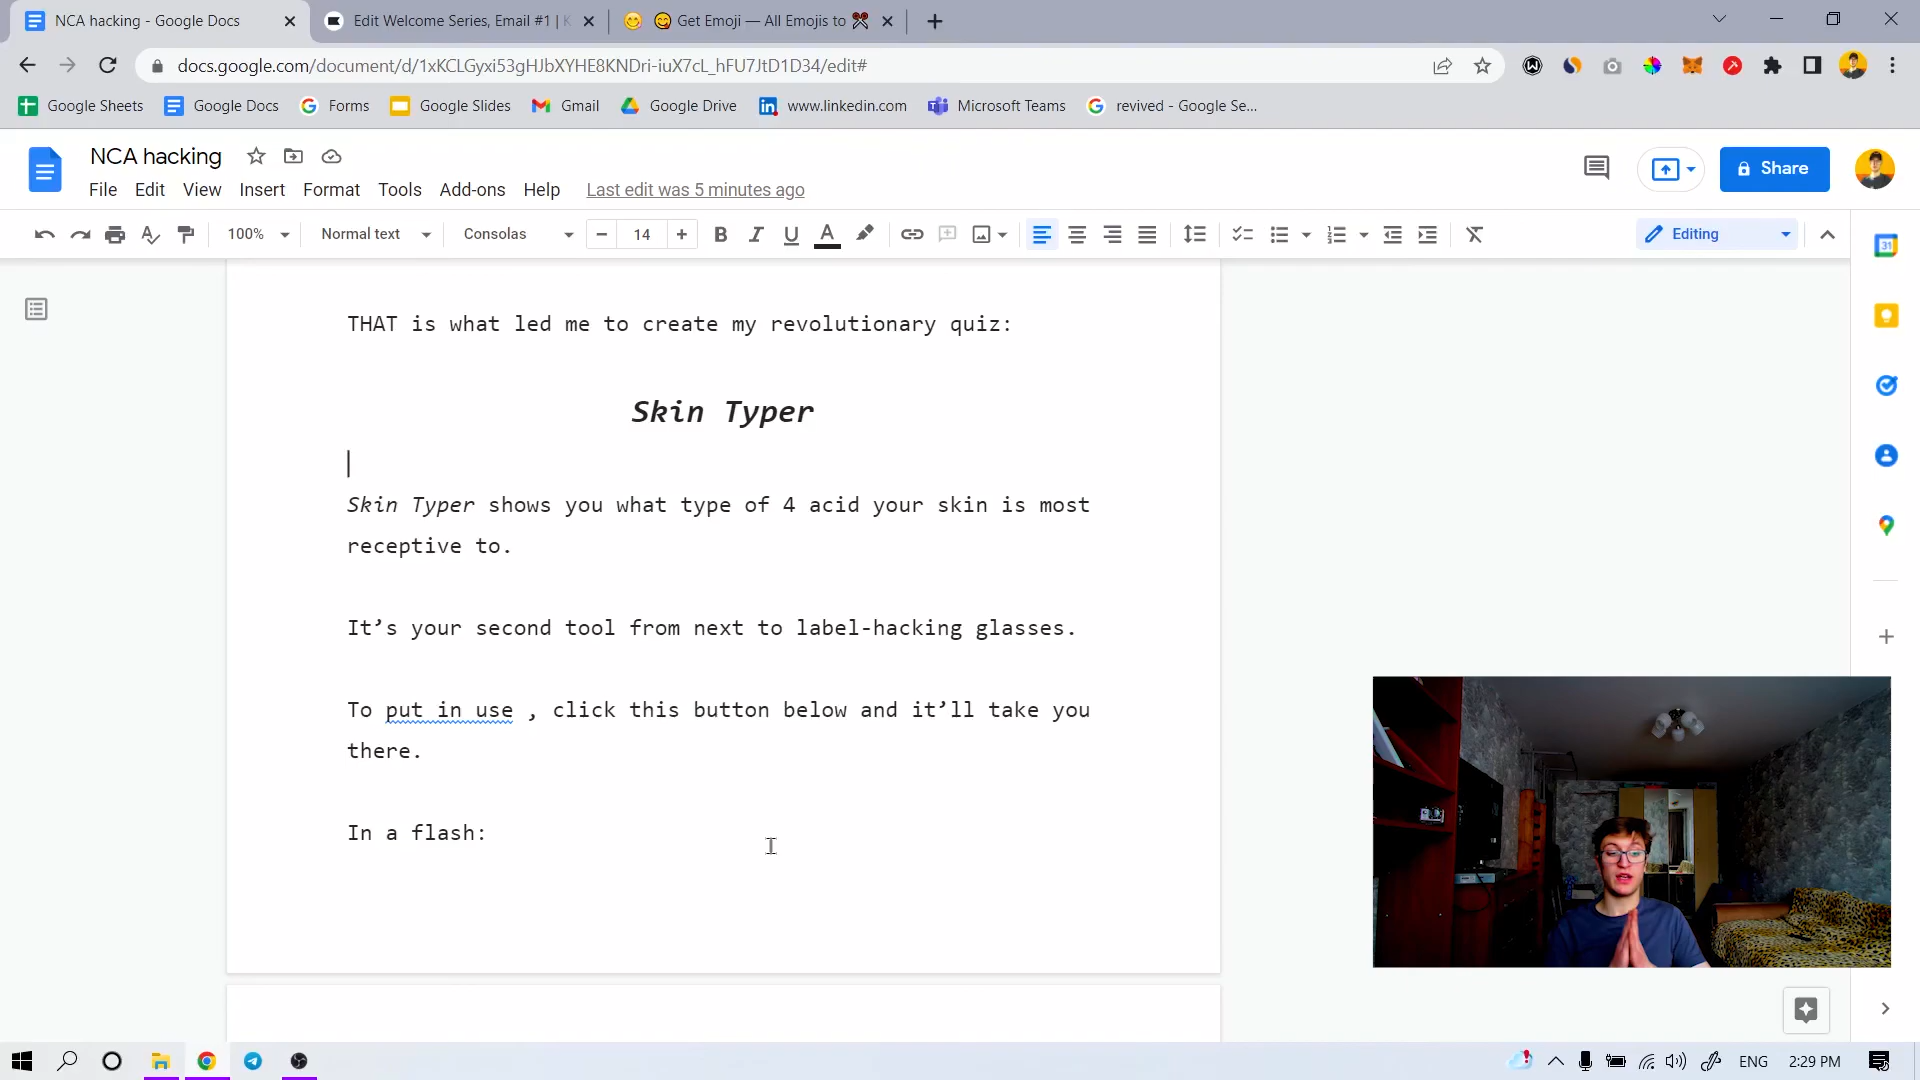 NCA hacking - Google Docs
Edit Welcome Series, Email #1 | K
Get Emoji — All Emojis to
docs.google.com/document/d/1xKCLGyxi53gHJbXYHE8KNDri-iuX7cL_hFU7JtD1D34/edit#
Google Sheets
Google Docs
Forms
Google Slides
Gmail
Google Drive
www.linkedin.com
Microsoft Teams
revived - Google Se...
NCA hacking
File Edit View Insert Format Tools Add-ons Help Last edit was 5 minutes ago
Share
100% Normal text Consolas 14 Editing
THAT is what led me to create my revolutionary quiz:
Skin Typer
Skin Typer shows you what type of 4 acid your skin is most
receptive to.
It’s your second tool from next to label-hacking glasses.
To put in use , click this button below and it’ll take you
there.
In a flash:
ENG 2:29 PM